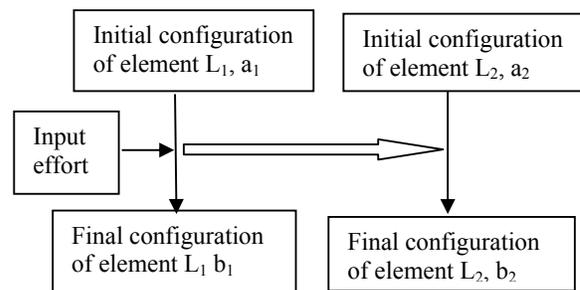 Initial configuration
of element L₁, a₁
Initial configuration
of element L₂, a₂
Input
effort
Final configuration
of element L₁ b₁
Final configuration
of element L₂, b₂